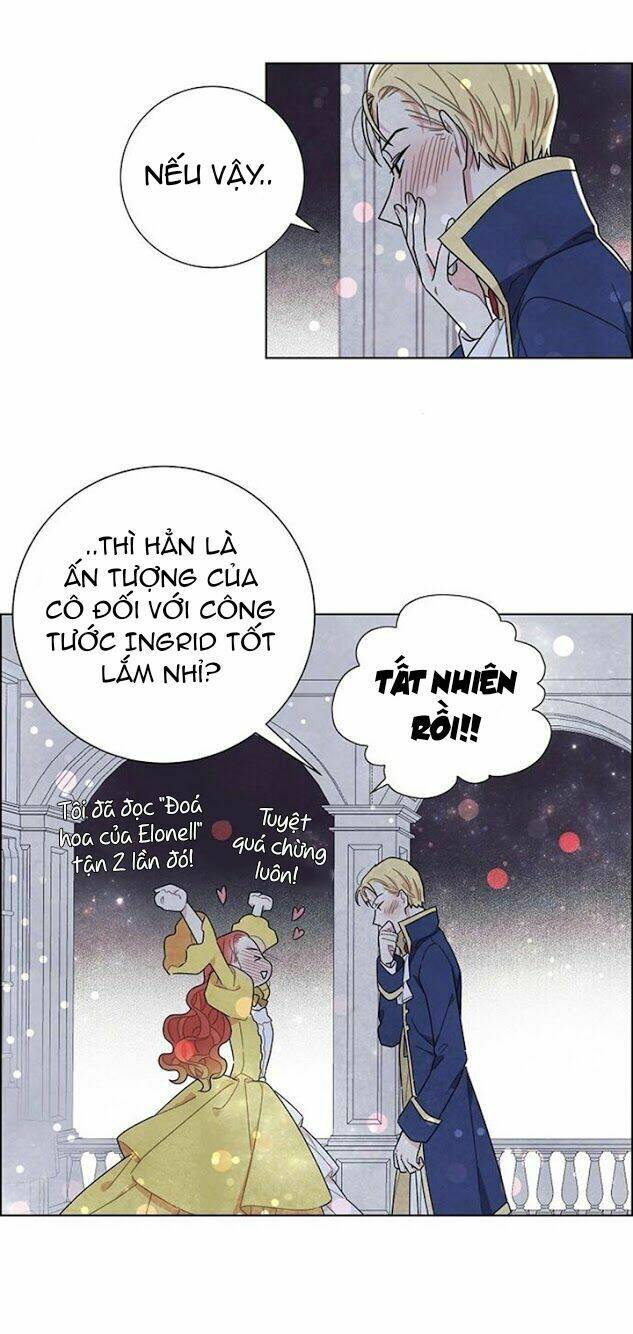 NẾU VẬY..
..THÌ HẲN LÀ
ẤN TƯỢNG CỦA
CÔ ĐỐI VỚI CÔNG
TƯỚC INGRID TỐT
LẮM NHỈ?
TẤT NHIÊN
RỒI!!
Tôi đã đọc "Đoá
hoa của Elonell"
tận 2 lần đó!
Tuyệt
quá chừng
luôn!